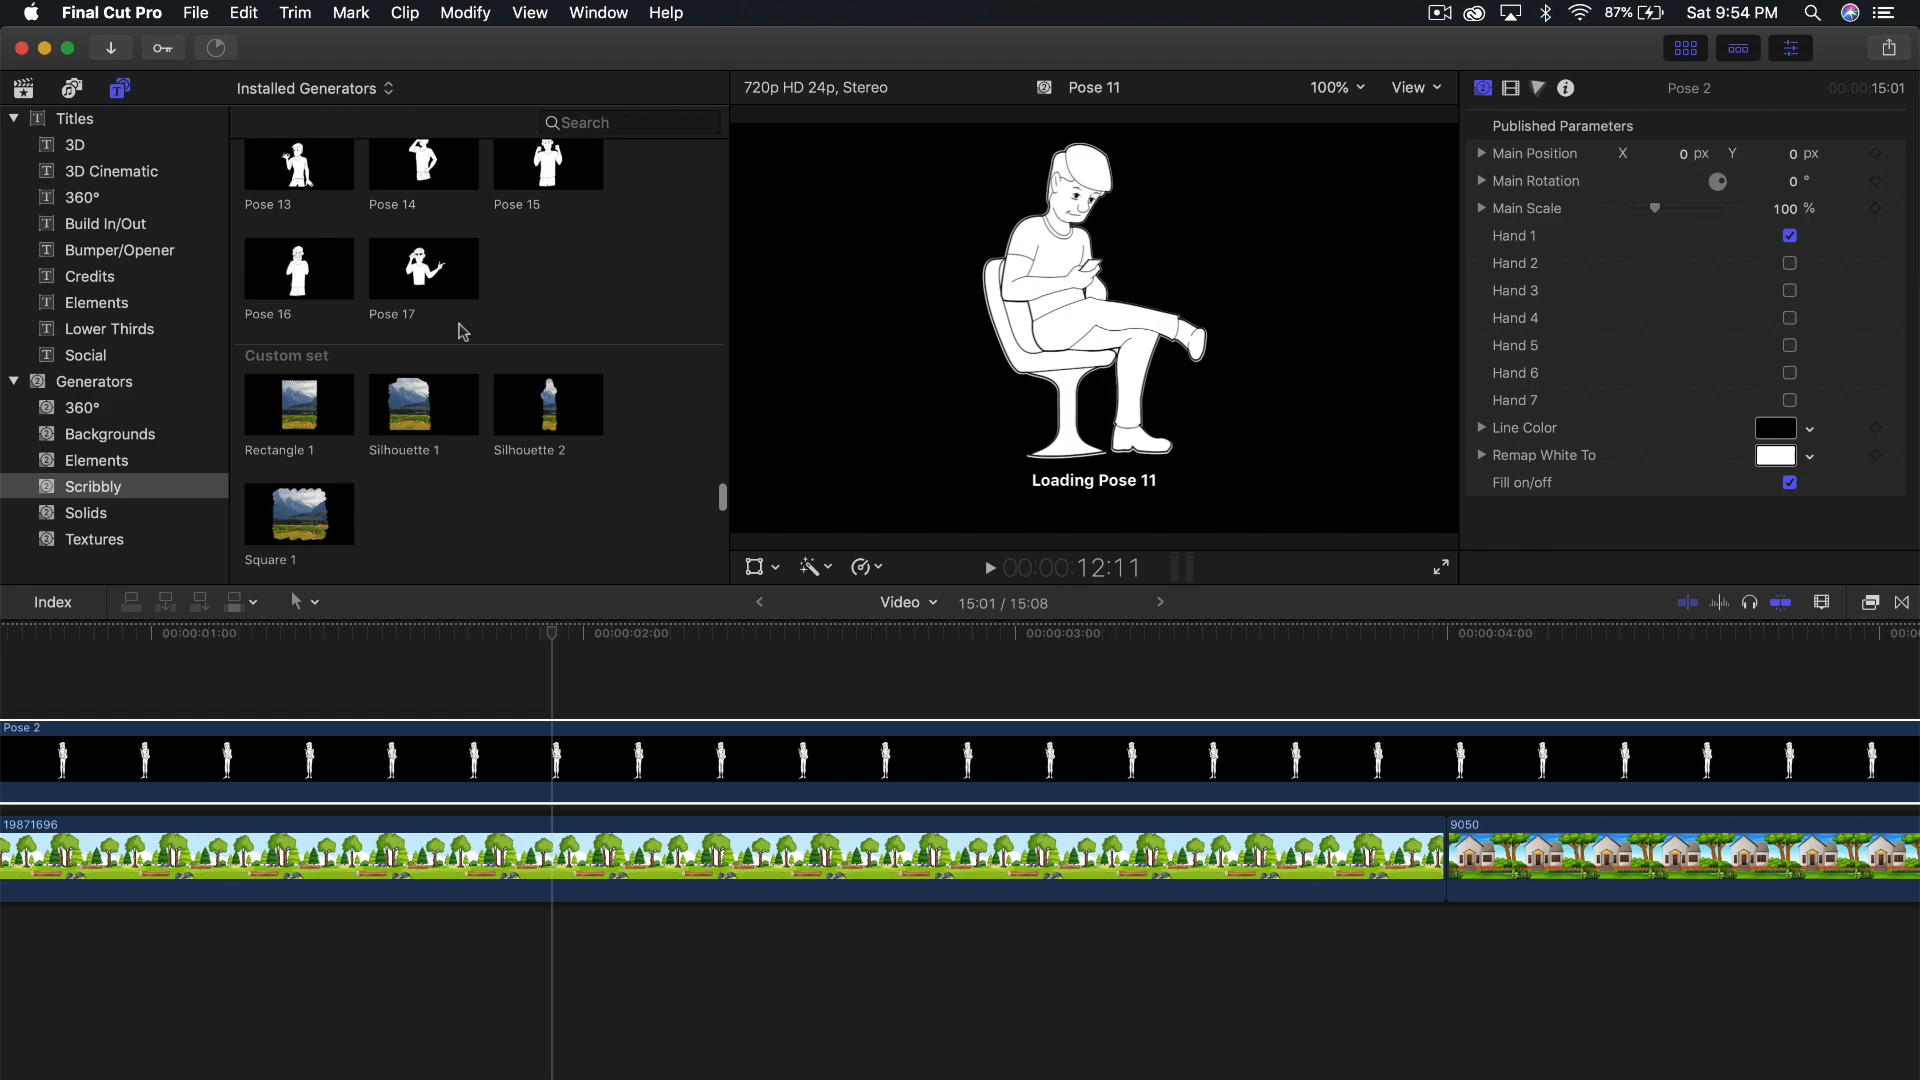 Final Cut Pro File Edit Trim Mark Clip Modify View Window Help 87% Sat 9:54 PM
Installed Generators
720p HD 24p, Stereo Pose 11 100% View
Pose 2 00:00:15:01
Titles
3D
3D Cinematic
360°
Build In/Out
Bumper/Opener
Credits
Elements
Lower Thirds
Social
Generators
360°
Backgrounds
Elements
Scribbly
Solids
Textures
Search
Pose 13 Pose 14 Pose 15
Pose 16 Pose 17
Custom set
Rectangle 1 Silhouette 1 Silhouette 2
Square 1
Loading Pose 11
00:00:12:11
Published Parameters
Main Position X 0 px Y 0 px
Main Rotation 0 °
Main Scale 100 %
Hand 1
Hand 2
Hand 3
Hand 4
Hand 5
Hand 6
Hand 7
Line Color
Remap White To
Fill on/off
Index Video 15:01 / 15:08
00:00:01:00 00:00:02:00 00:00:03:00 00:00:04:00 00:00
Pose 2
19871696 9050